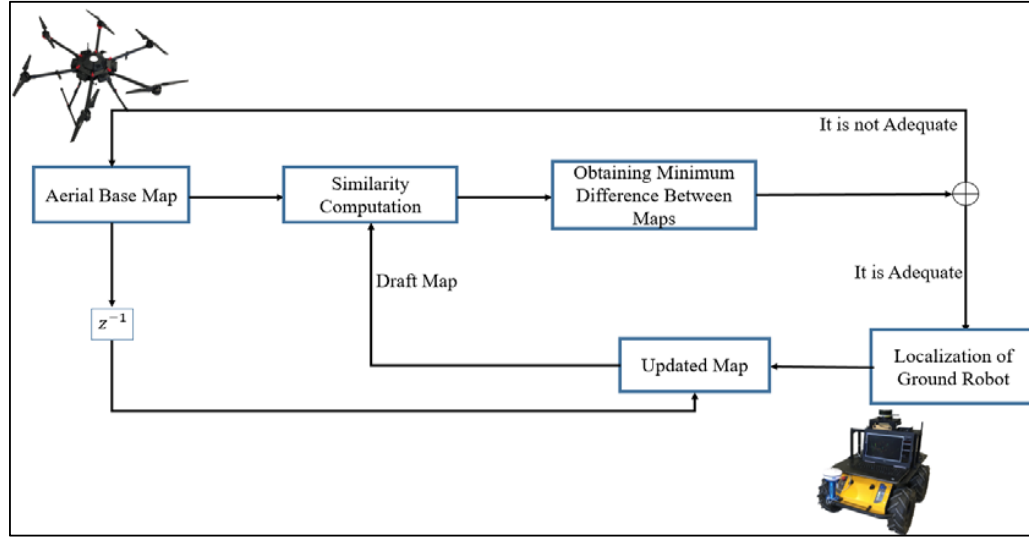 It is not Adequate
Aerial Base Map
Similarity
Computation
Obtaining Minimum
Difference Between
Maps
It is Adequate
Draft Map
z⁻¹
Updated Map
Localization of
Ground Robot